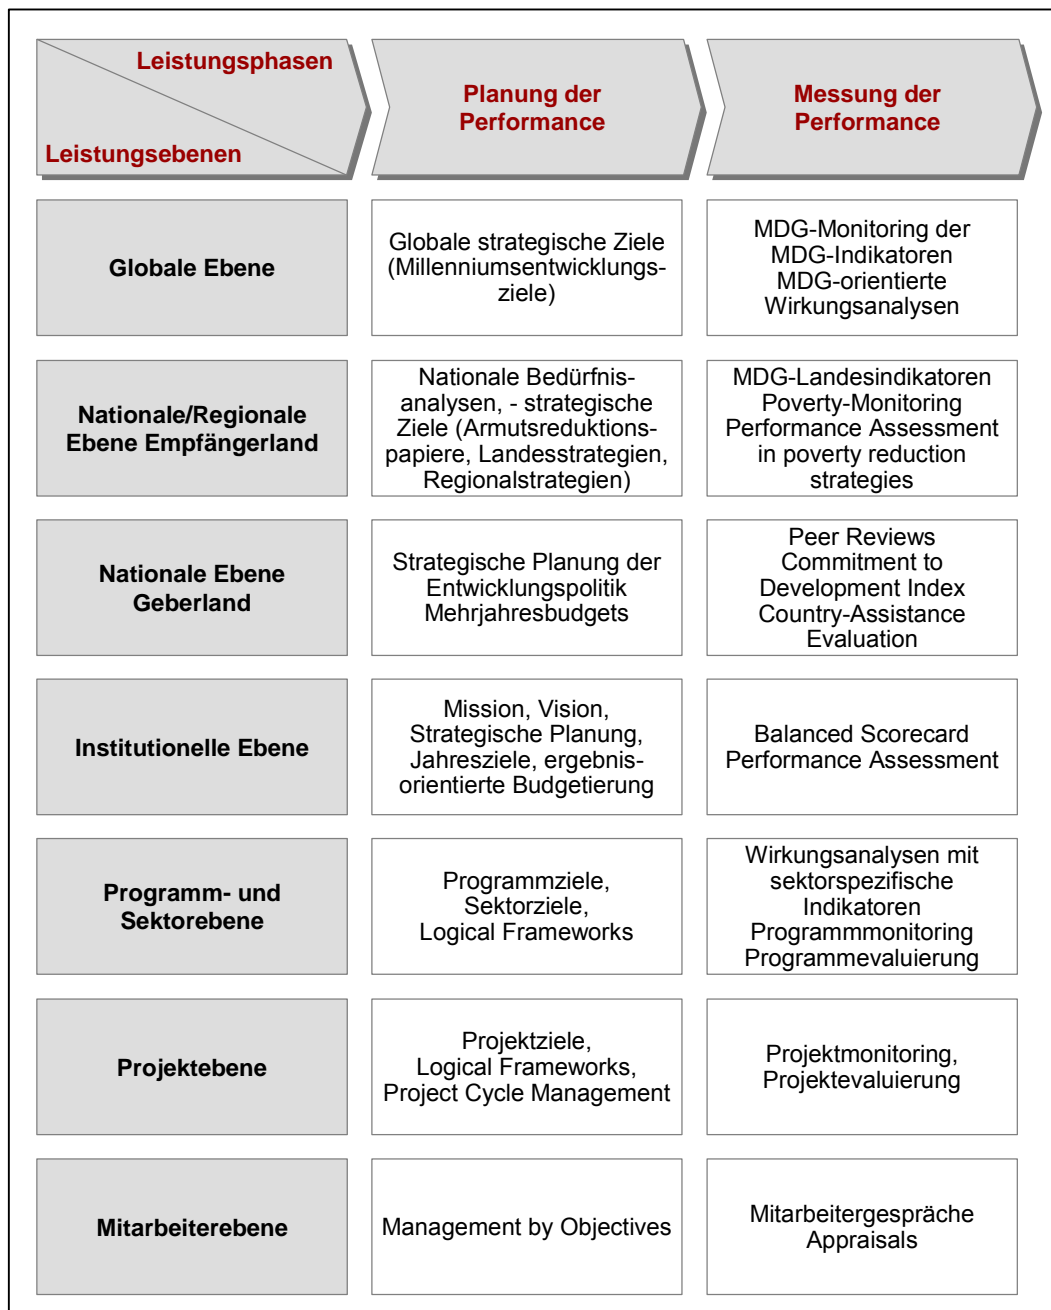 Leistungsphasen
Leistungsebenen
Planung der
Performance
Messung der
Performance
Globale Ebene
Globale strategische Ziele
(Millenniumsentwicklungs-
ziele)
MDG-Monitoring der
MDG-Indikatoren
MDG-orientierte
Wirkungsanalysen
Nationale/Regionale
Ebene Empfängerland
Nationale Bedürfnis-
analysen, - strategische
Ziele (Armutsreduktions-
papiere, Landesstrategien,
Regionalstrategien)
MDG-Landesindikatoren
Poverty-Monitoring
Performance Assessment
in poverty reduction
strategies
Nationale Ebene
Geberland
Strategische Planung der
Entwicklungspolitik
Mehrjahresbudgets
Peer Reviews
Commitment to
Development Index
Country-Assistance
Evaluation
Institutionelle Ebene
Mission, Vision,
Strategische Planung,
Jahresziele, ergebnis-
orientierte Budgetierung
Balanced Scorecard
Performance Assessment
Programm- und
Sektorebene
Programmziele,
Sektorziele,
Logical Frameworks
Wirkungsanalysen mit
sektorspezifische
Indikatoren
Programmmonitoring
Programmevaluierung
Projektebene
Projektziele,
Logical Frameworks,
Project Cycle Management
Projektmonitoring,
Projektevaluierung
Mitarbeiterebene
Management by Objectives
Mitarbeitergespräche
Appraisals